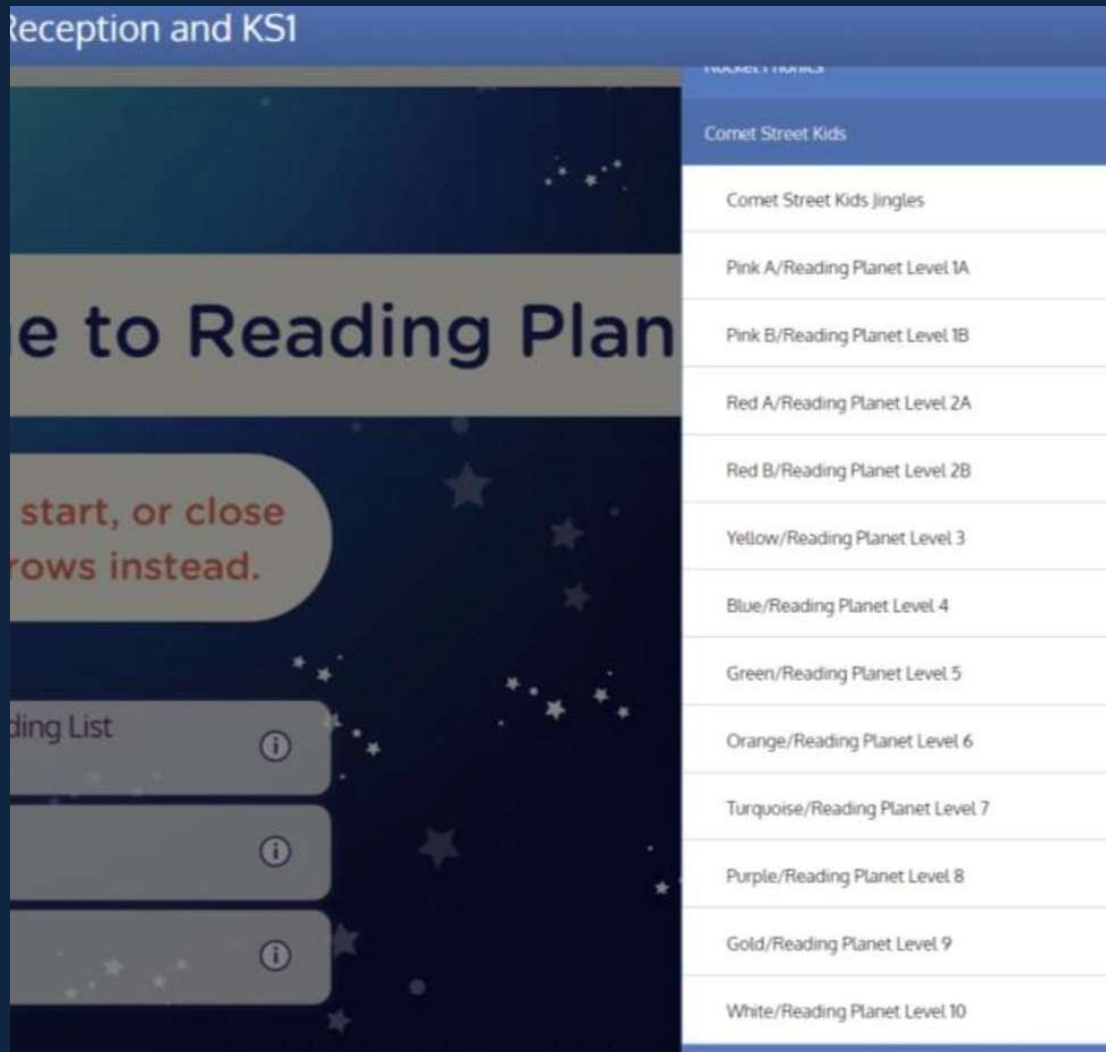 Reception and KS1
Rocket Phonics
Comet Street Kids
Comet Street Kids Jingles
Pink A/Reading Planet Level 1A
Pink B/Reading Planet Level 1B
Red A/Reading Planet Level 2A
Red B/Reading Planet Level 2B
Yellow/Reading Planet Level 3
Blue/Reading Planet Level 4
Green/Reading Planet Level 5
Orange/Reading Planet Level 6
Turquoise/Reading Planet Level 7
Purple/Reading Planet Level 8
Gold/Reading Planet Level 9
White/Reading Planet Level 10
e to Reading Plan
start, or close
rows instead.
ding List